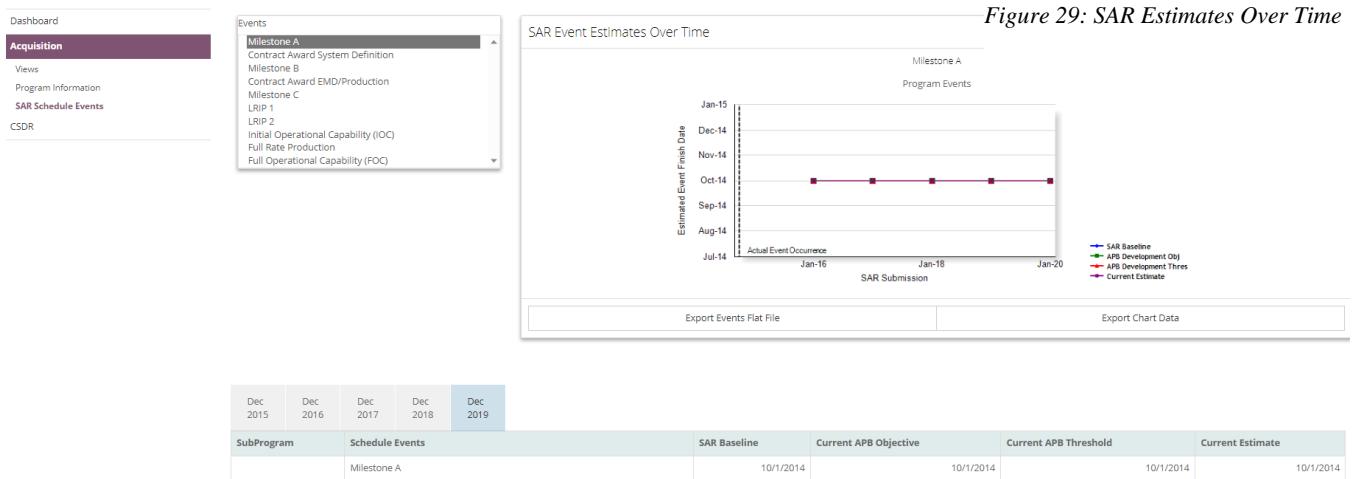 Figure 29: SAR Estimates Over Time
Dashboard
Acquisition
Views
Program Information
SAR Schedule Events
CSDR
Events
Milestone A
Contract Award System Definition
Milestone B
Contract Award EMD/Production
Milestone C
LRIP 1
LRIP 2
Initial Operational Capability (IOC)
Full Rate Production
Full Operational Capability (FOC)
SAR Event Estimates Over Time
Milestone A
Program Events
Estimated Event Finish Date
Jan-15
Dec-14
Nov-14
Oct-14
Sep-14
Aug-14
Jul-14
Actual Event Occurrence
Jan-16 Jan-18 Jan-20
SAR Submission
SAR Baseline
APB Development Obj
APB Development Thres
Current Estimate
Export Events Flat File Export Chart Data
Dec 2015 Dec 2016 Dec 2017 Dec 2018 Dec 2019
SubProgram Schedule Events SAR Baseline Current APB Objective Current APB Threshold Current Estimate
Milestone A 10/1/2014 10/1/2014 10/1/2014 10/1/2014